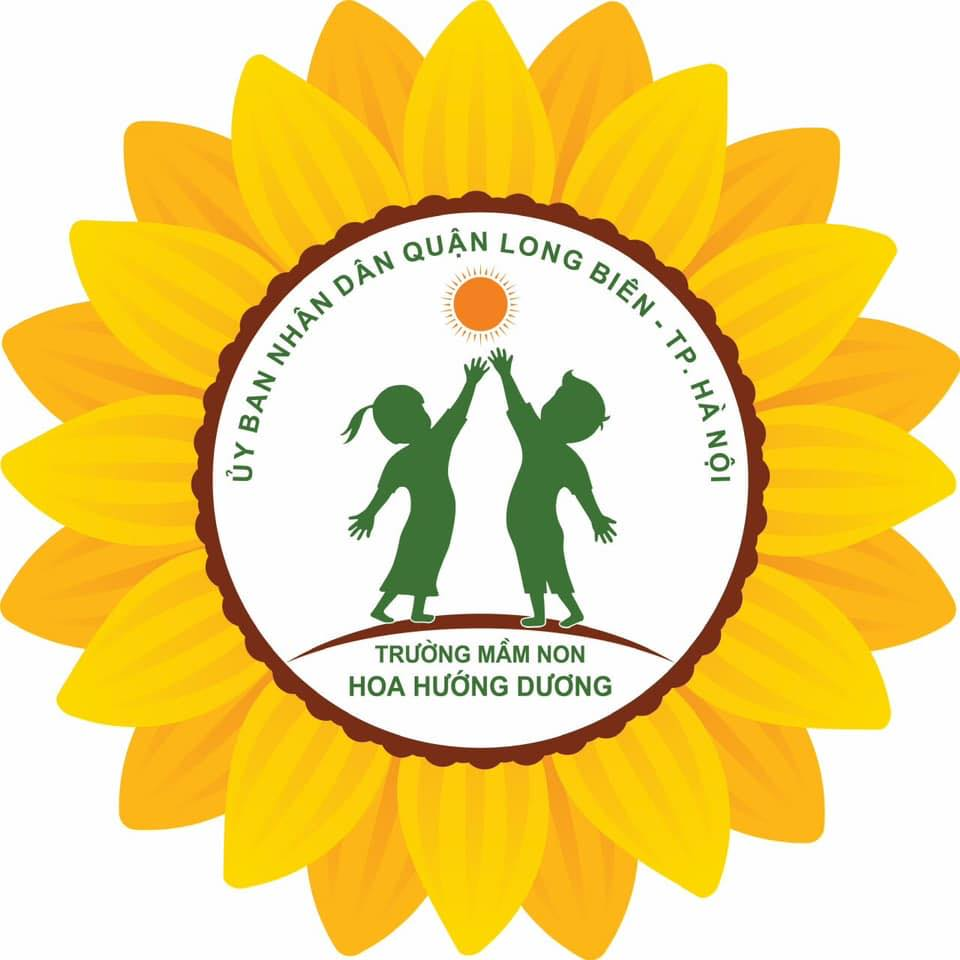 ỦY BAN NHÂN DÂN QUẬN LONG BIÊN - TP. HÀ NỘI
TRƯỜNG MẦM NON
HOA HƯỚNG DƯƠNG